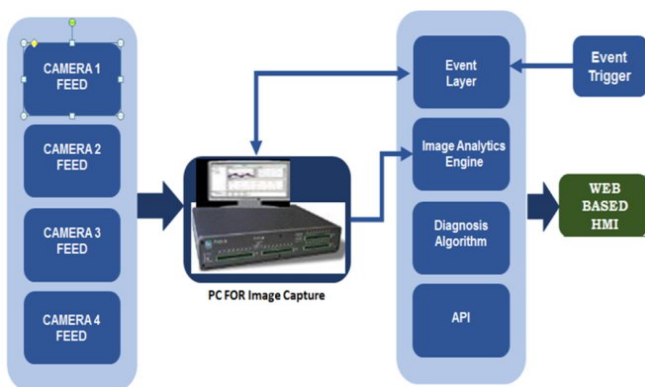 CAMERA 1
FEED
CAMERA 2
FEED
CAMERA 3
FEED
CAMERA 4
FEED
PC FOR Image Capture
Event
Layer
Image Analytics
Engine
Diagnosis
Algorithm
API
Event
Trigger
WEB
BASED
HMI